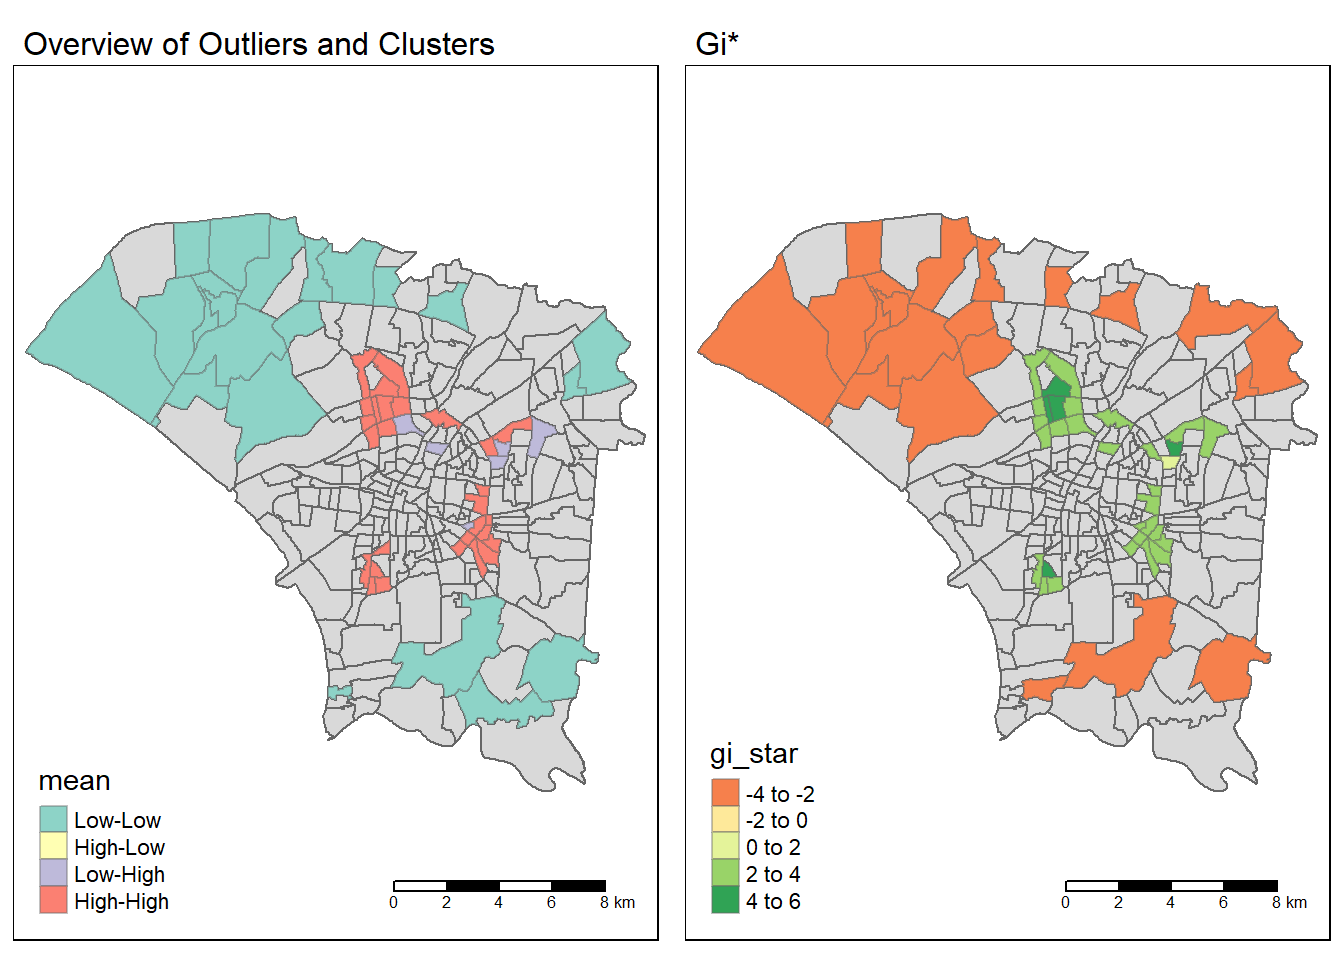 Overview of Outliers and Clusters
mean
Low-Low
High-Low
Low-High
High-High
0 2 4 6 8 km
Gi*
gi_star
-4 to -2
-2 to 0
0 to 2
2 to 4
4 to 6
0 2 4 6 8 km